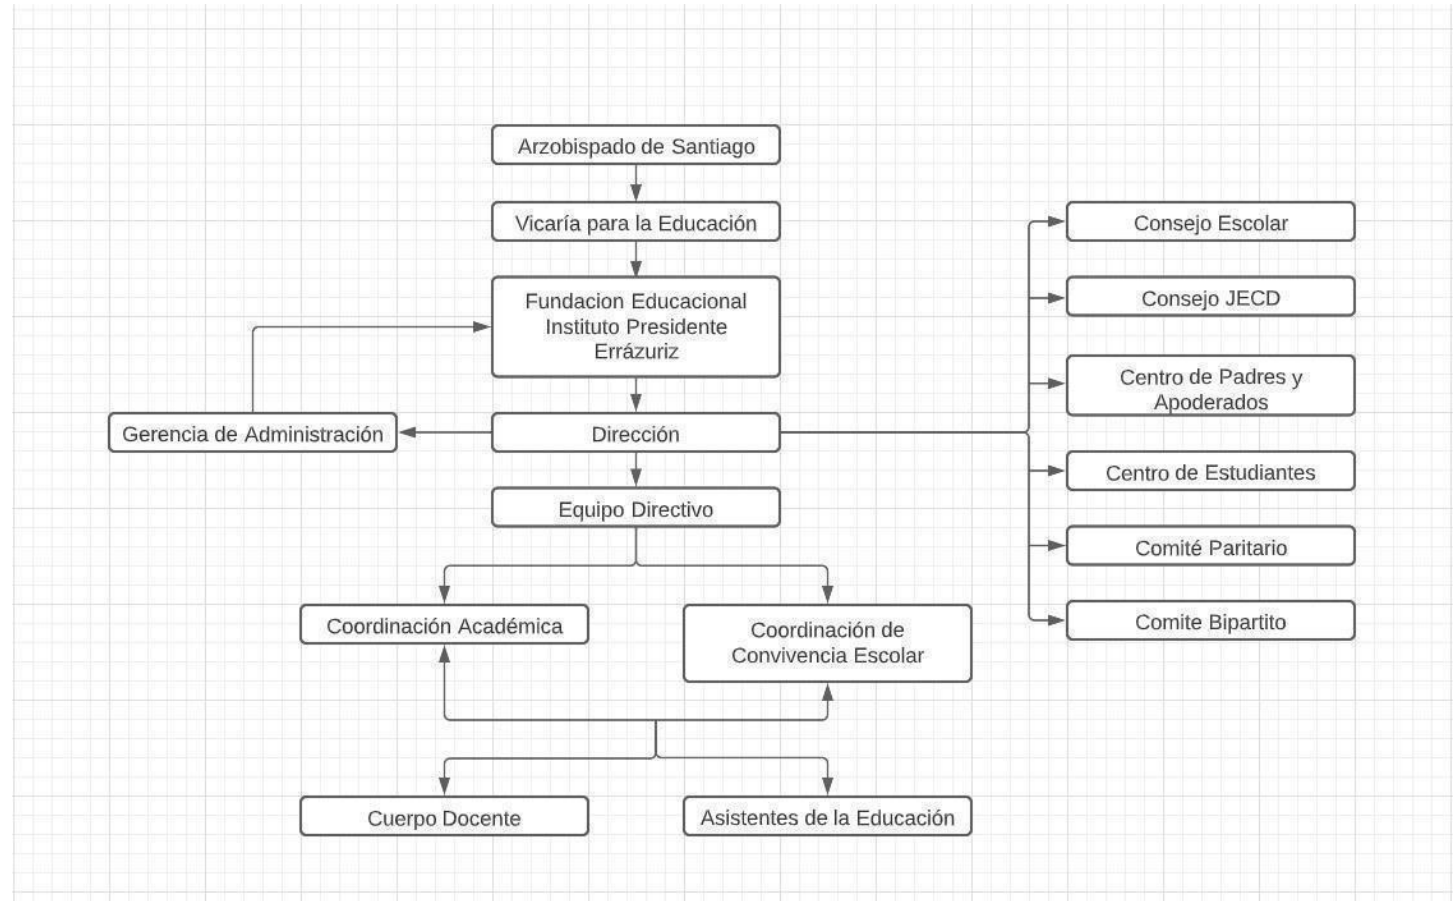 Arzobispado de Santiago
Vicaría para la Educación
Fundacion Educacional
Instituto Presidente
Errázuriz
Gerencia de Administración
Dirección
Equipo Directivo
Coordinación Académica
Coordinación de
Convivencia Escolar
Cuerpo Docente
Asistentes de la Educación
Consejo Escolar
Consejo JECD
Centro de Padres y
Apoderados
Centro de Estudiantes
Comité Paritario
Comite Bipartito